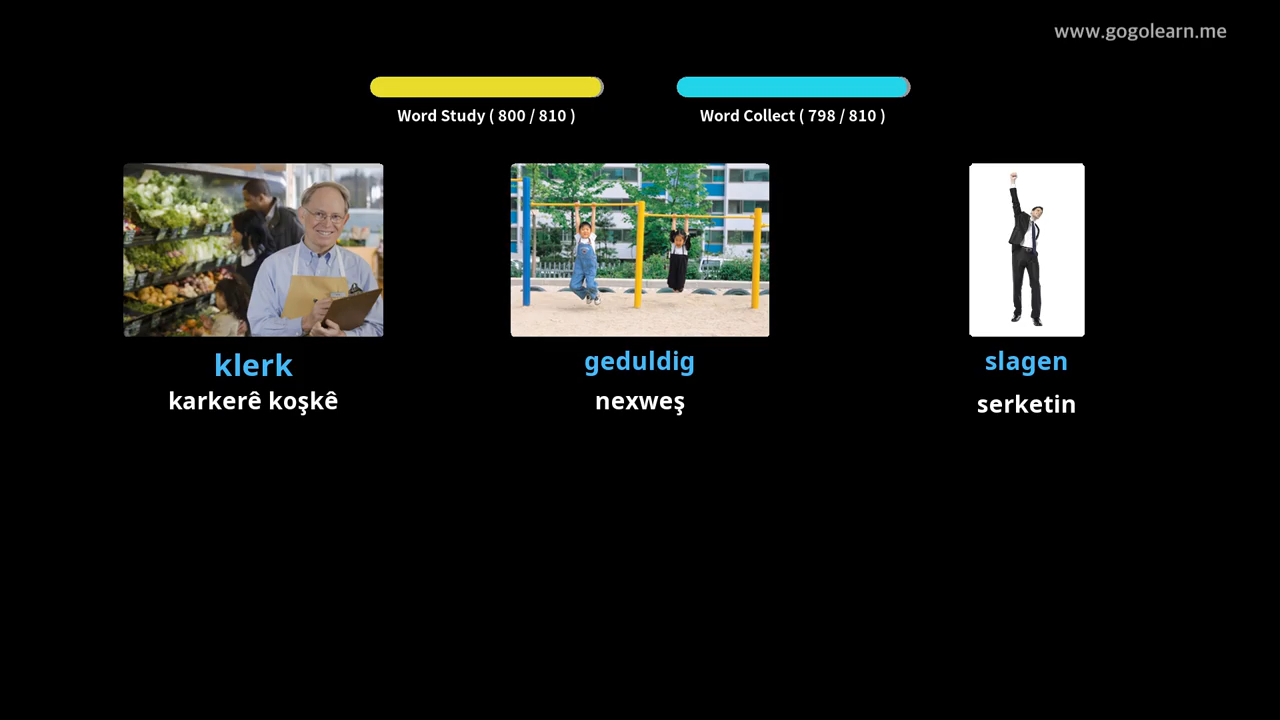 www.gogolearn.me
Word Study ( 800 / 810 )
Word Collect ( 798 / 810 )
klerk
karkerê koşkê
geduldig
nexweş
slagen
serketin